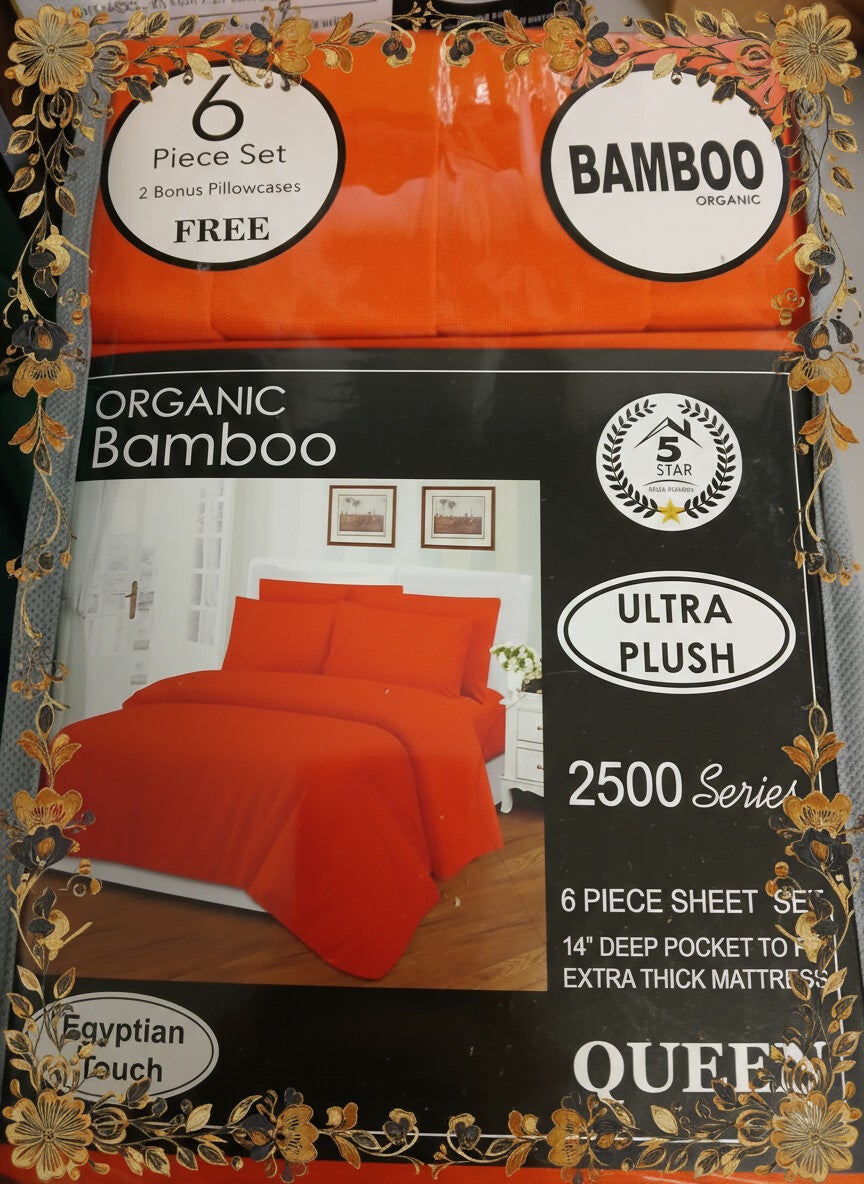 6
Piece Set
2 Bonus Pillowcases
FREE
BAMBOO
ORGANIC
ORGANIC
Bamboo
5
STAR
ULTRA
PLUSH
2500 Series
6 PIECE SHEET SET
14" DEEP POCKET TO
EXTRA THICK MATTRESS
Egyptian
Touch
QUEEN